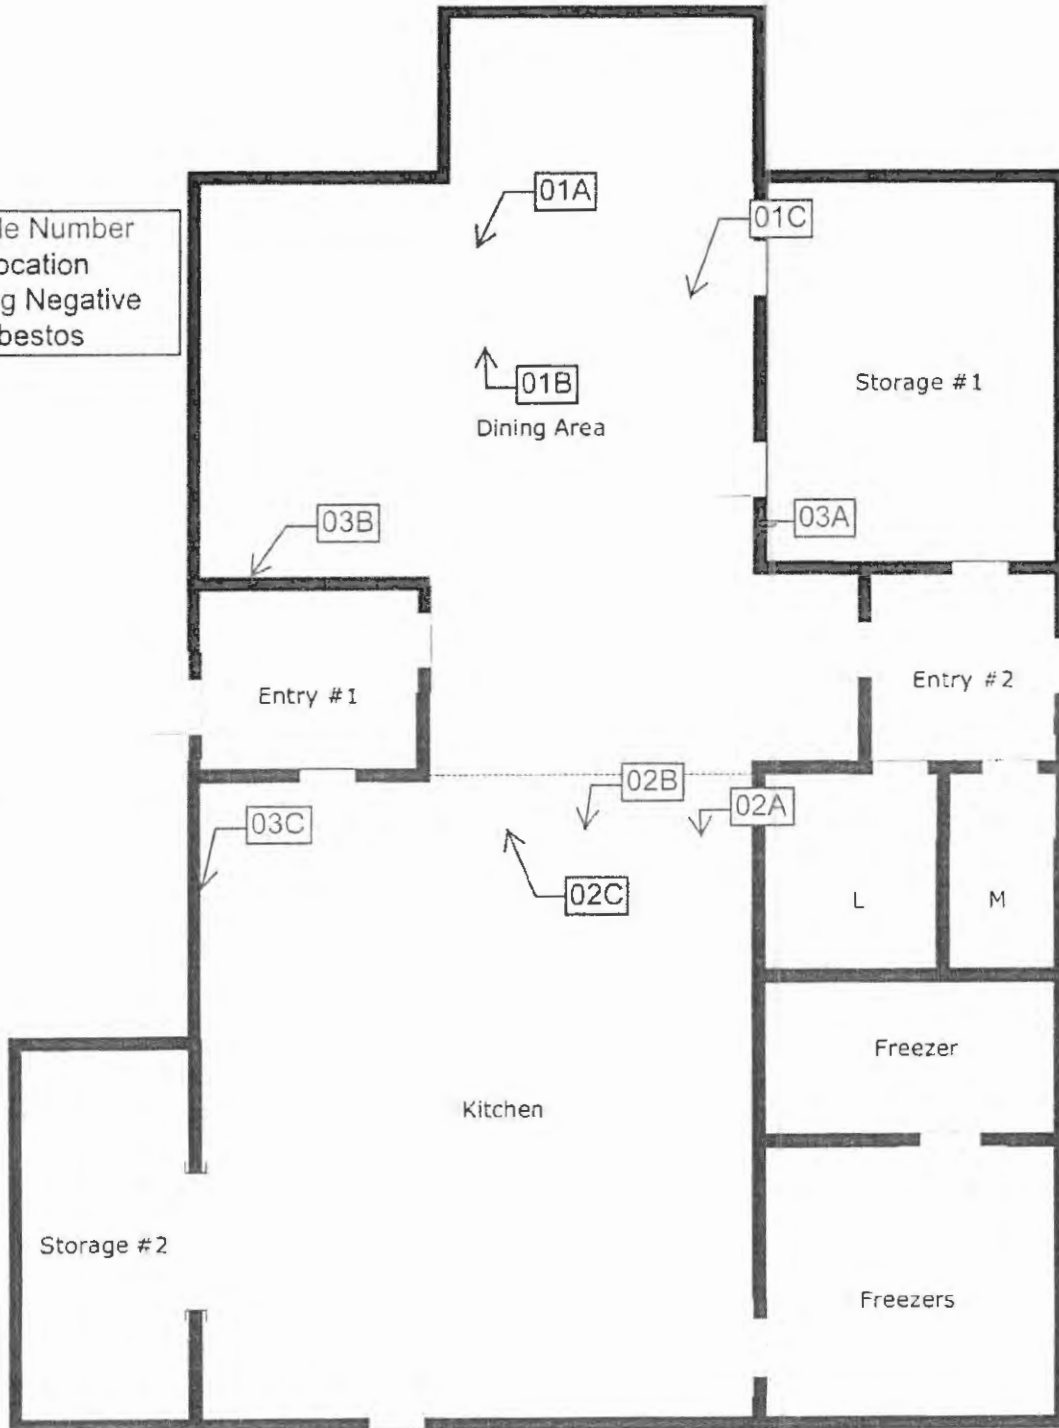 01A
01C
le Number
ocation
g Negative
bestos
Storage #1
01B
Dining Area
03B
03A
Entry #1
Entry #2
02B
02A
03C
02C
L
M
Freezer
Kitchen
Storage #2
Freezers